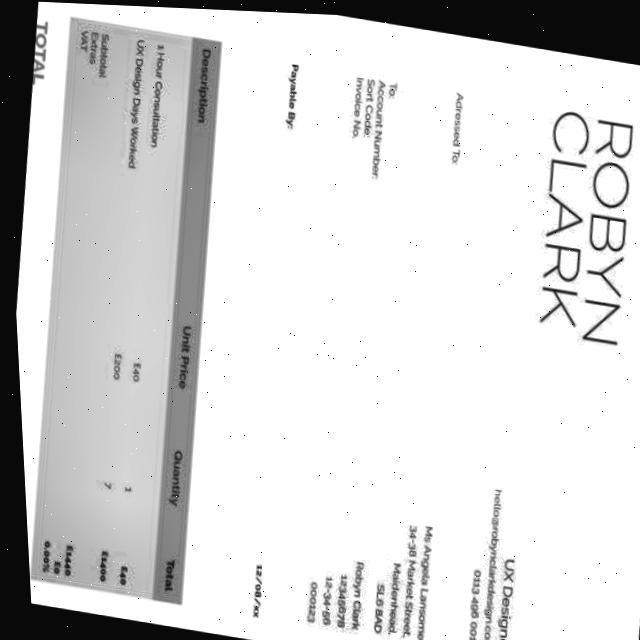 ROBYN
CLARK
UX Design
hello@robynclarkdesign.co
0113 496 00
Adressed To:
Ms Angela Lansom
34-38 Market Street,
Maidenhead,
SL6 8AD
To: Robyn Clark
Account Number: 12345678
Sort Code: 12-34-56
Invoice No. 000123
Payable By: 12/08/xx
Description Unit Price Quantity Total
1 Hour Consultation £40 1 £40
UX Design Days Worked £200 7 £1400
Subtotal £1440
Extras £0
VAT 0.00%
TOTAL